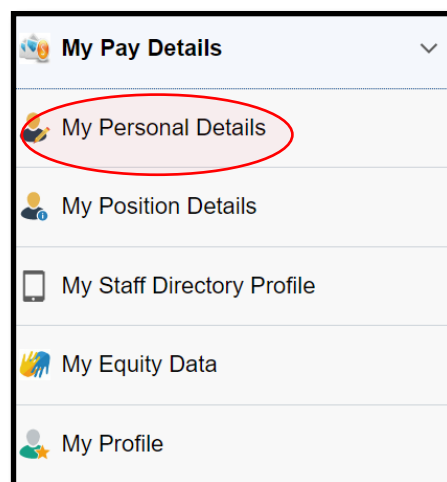 My Pay Details
My Personal Details
My Position Details
My Staff Directory Profile
My Equity Data
My Profile